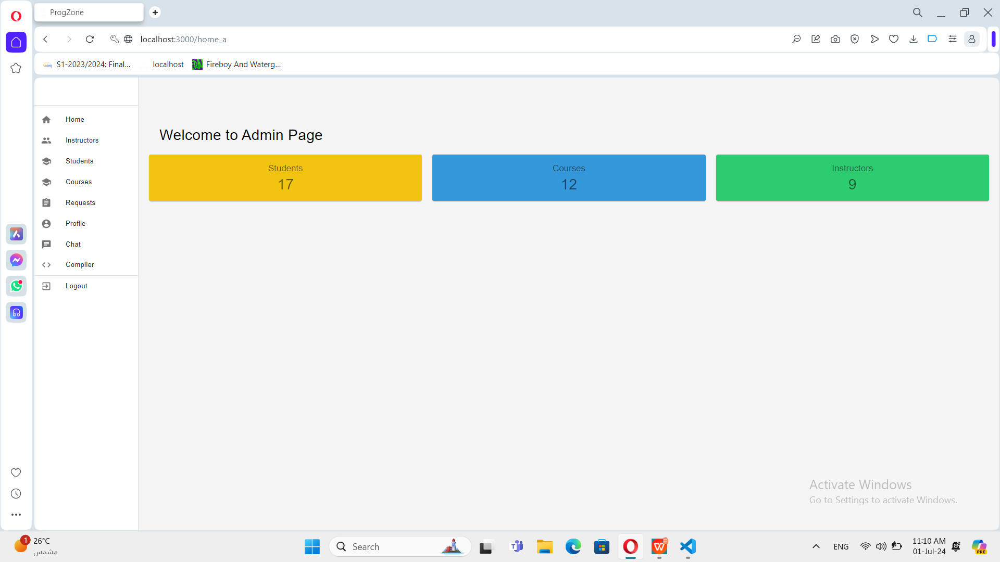 ProgZone
localhost:3000/home_a
S1-2023/2024: Final...
localhost
Fireboy And Waterg...
Home
Instructors
Students
Courses
Requests
Profile
Chat
Compiler
Logout
Welcome to Admin Page
Students
17
Courses
12
Instructors
9
Activate Windows
Go to Settings to activate Windows.
1
26°C
مشمس
Search
ENG
11:10 AM
01-Jul-24
PRE